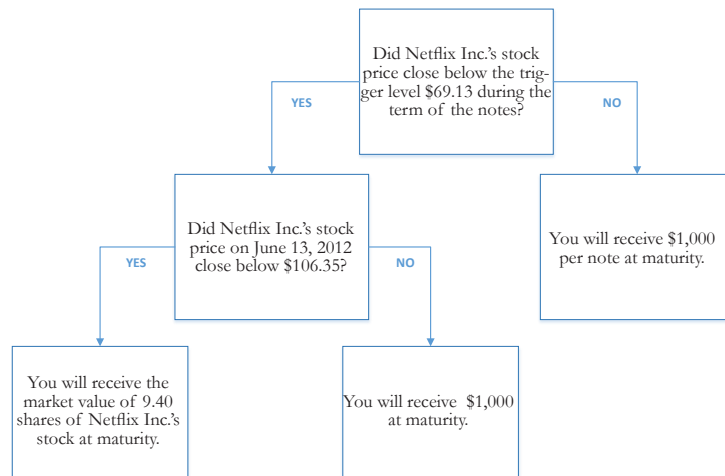 Did Netflix Inc.'s stock
price close below the trig-
ger level $69.13 during the
term of the notes?
YES
NO
Did Netflix Inc.'s stock
price on June 13, 2012
close below $106.35?
You will receive $1,000
per note at maturity.
YES
NO
You will receive the
market value of 9.40
shares of Netflix Inc.'s
stock at maturity.
You will receive $1,000
at maturity.